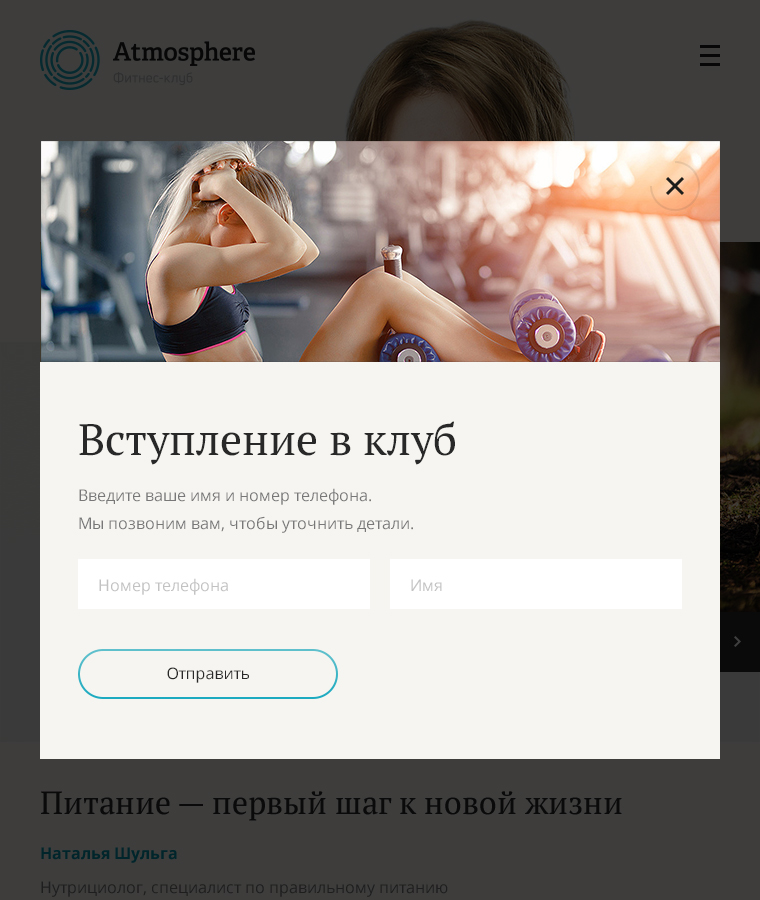 Atmosphere
Фитнес-клуб
Вступление в клуб
Введите ваше имя и номер телефона.
Мы позвоним вам, чтобы уточнить детали.
Номер телефона
Имя
Отправить
Питание — первый шаг к новой жизни
Наталья Шульга
Нутрициолог, специалист по правильному питанию